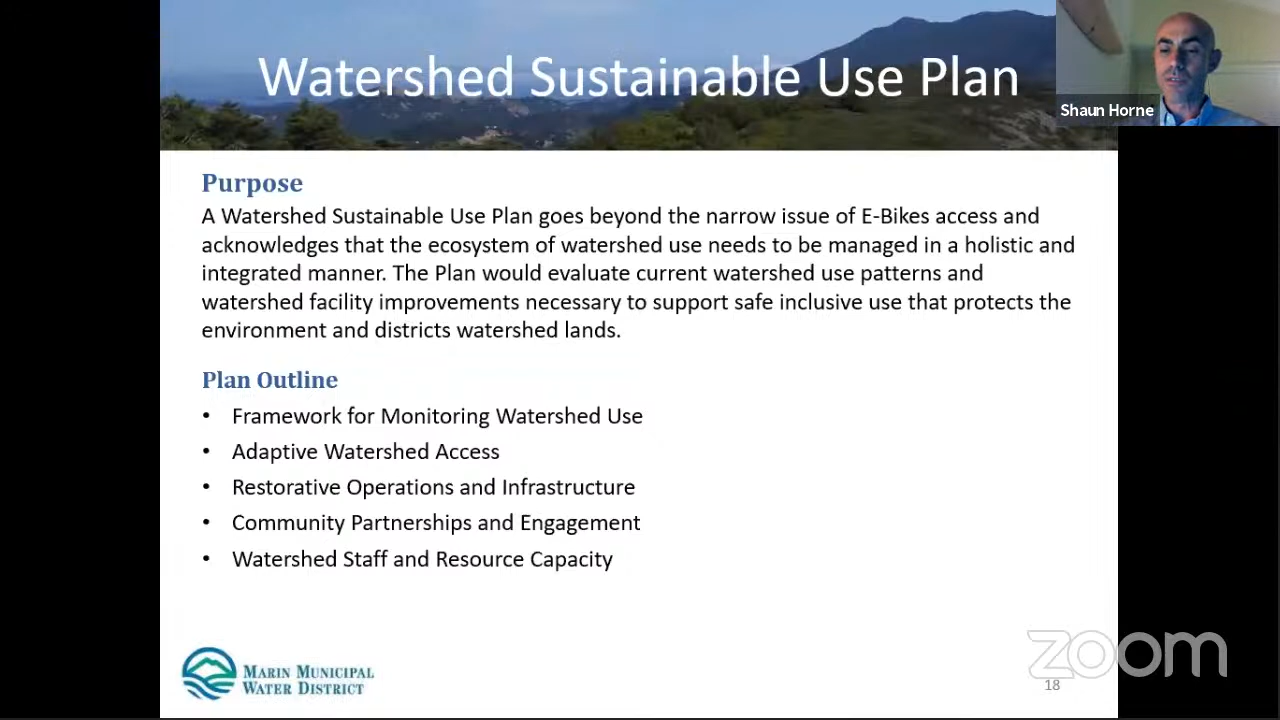 Watershed Sustainable Use Plan
Shaun Horne
Purpose
A Watershed Sustainable Use Plan goes beyond the narrow issue of E-Bikes access and
acknowledges that the ecosystem of watershed use needs to be managed in a holistic and
integrated manner. The Plan would evaluate current watershed use patterns and
watershed facility improvements necessary to support safe inclusive use that protects the
environment and districts watershed lands.
Plan Outline
• Framework for Monitoring Watershed Use
• Adaptive Watershed Access
• Restorative Operations and Infrastructure
• Community Partnerships and Engagement
• Watershed Staff and Resource Capacity
MARIN MUNICIPAL
WATER DISTRICT
zoom
18